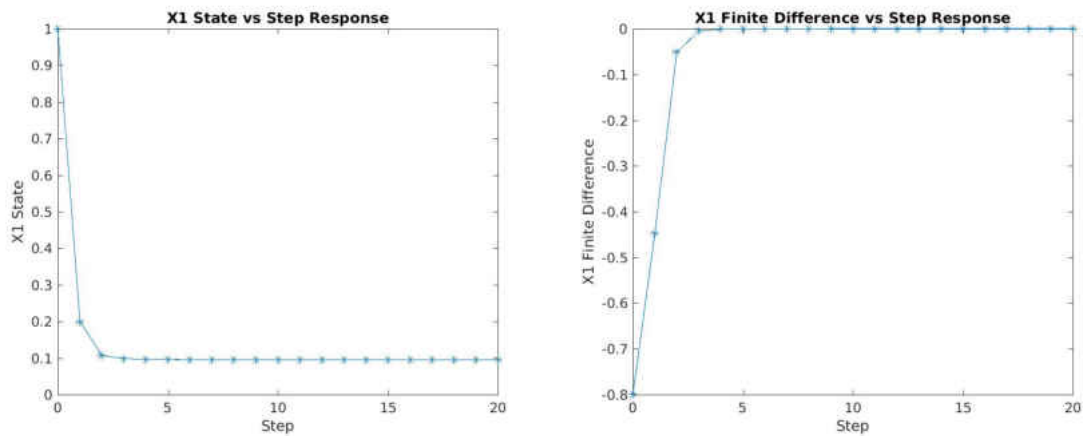 X1 State vs Step Response
1
0.9
0.8
0.7
0.6
0.5
0.4
0.3
0.2
0.1
0
X1 State
0 5 10 15 20
Step
X1 Finite Difference vs Step Response
0
-0.1
-0.2
-0.3
-0.4
-0.5
-0.6
-0.7
-0.8
X1 Finite Difference
0 5 10 15 20
Step